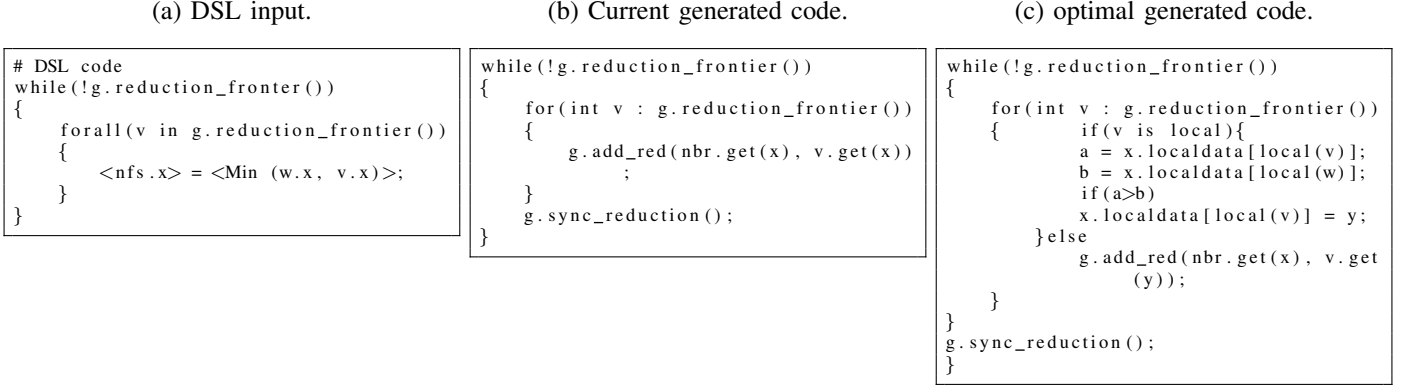 (a) DSL input.
# DSL code
while(!g.reduction_fronter())
{
    forall(v in g.reduction_frontier())
    {
        <nfs.x> = <Min (w.x, v.x)>;
    }
}
(b) Current generated code.
while(!g.reduction_frontier())
{
    for(int v : g.reduction_frontier())
    {
        g.add_red(nbr.get(x), v.get(x))
            ;
    }
    g.sync_reduction();
}
(c) optimal generated code.
while(!g.reduction_frontier())
{
    for(int v : g.reduction_frontier())
    {       if(v is local){
            a = x.localdata[local(v)];
            b = x.localdata[local(w)];
            if(a>b)
            x.localdata[local(v)] = y;
        }else
            g.add_red(nbr.get(x), v.get
                (y));
    }
}
g.sync_reduction();
}